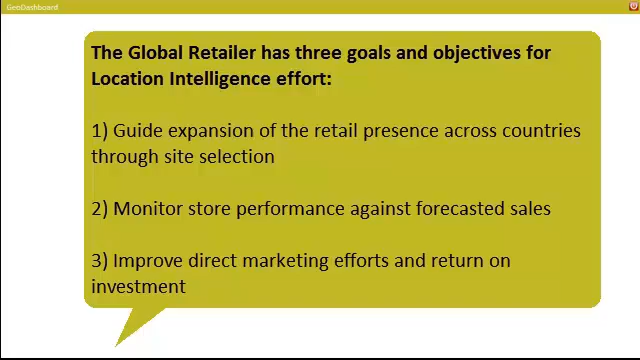 GeoDashboard
The Global Retailer has three goals and objectives for
Location Intelligence effort:
1) Guide expansion of the retail presence across countries
through site selection
2) Monitor store performance against forecasted sales
3) Improve direct marketing efforts and return on
investment